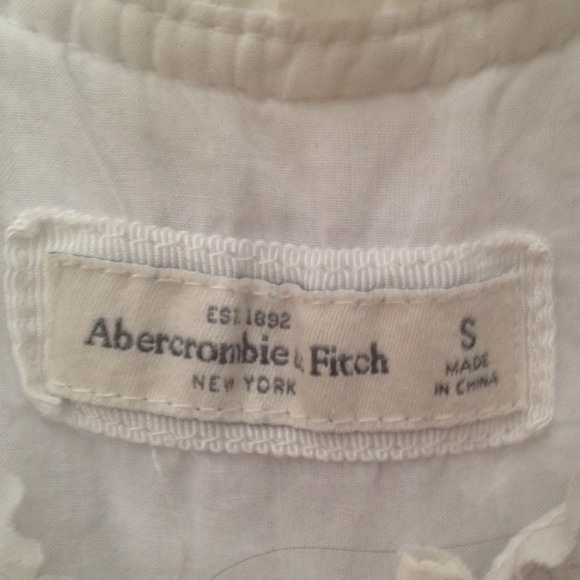 EST. 1892
Abercrombie & Fitch
NEW YORK
S
MADE
IN CHINA